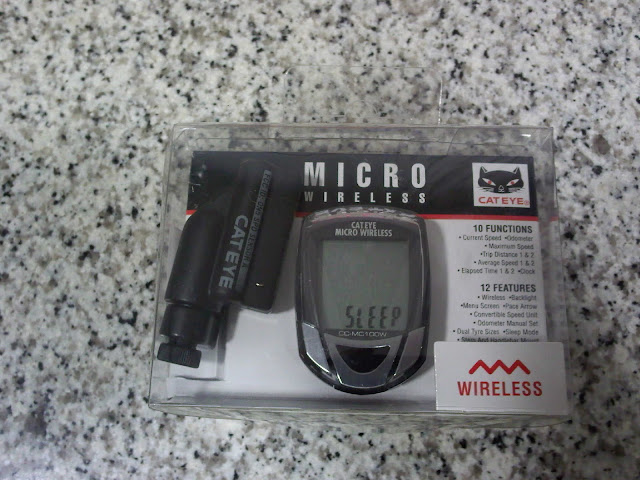 MICRO
WIRELESS
CAT EYE®
CATEYE
CATEYE
MICRO WIRELESS
SLEEP
CC-MC100W
10 FUNCTIONS
• Current Speed • Odometer
• Maximum Speed
• Trip Distance 1 & 2
• Average Speed 1 & 2
• Elapsed Time 1 & 2 • Clock
12 FEATURES
• Wireless • Backlight
• Menu Screen • Pace Arrow
• Convertible Speed Unit
• Odometer Manual Set
• Dual Tyre Sizes • Sleep Mode
WIRELESS